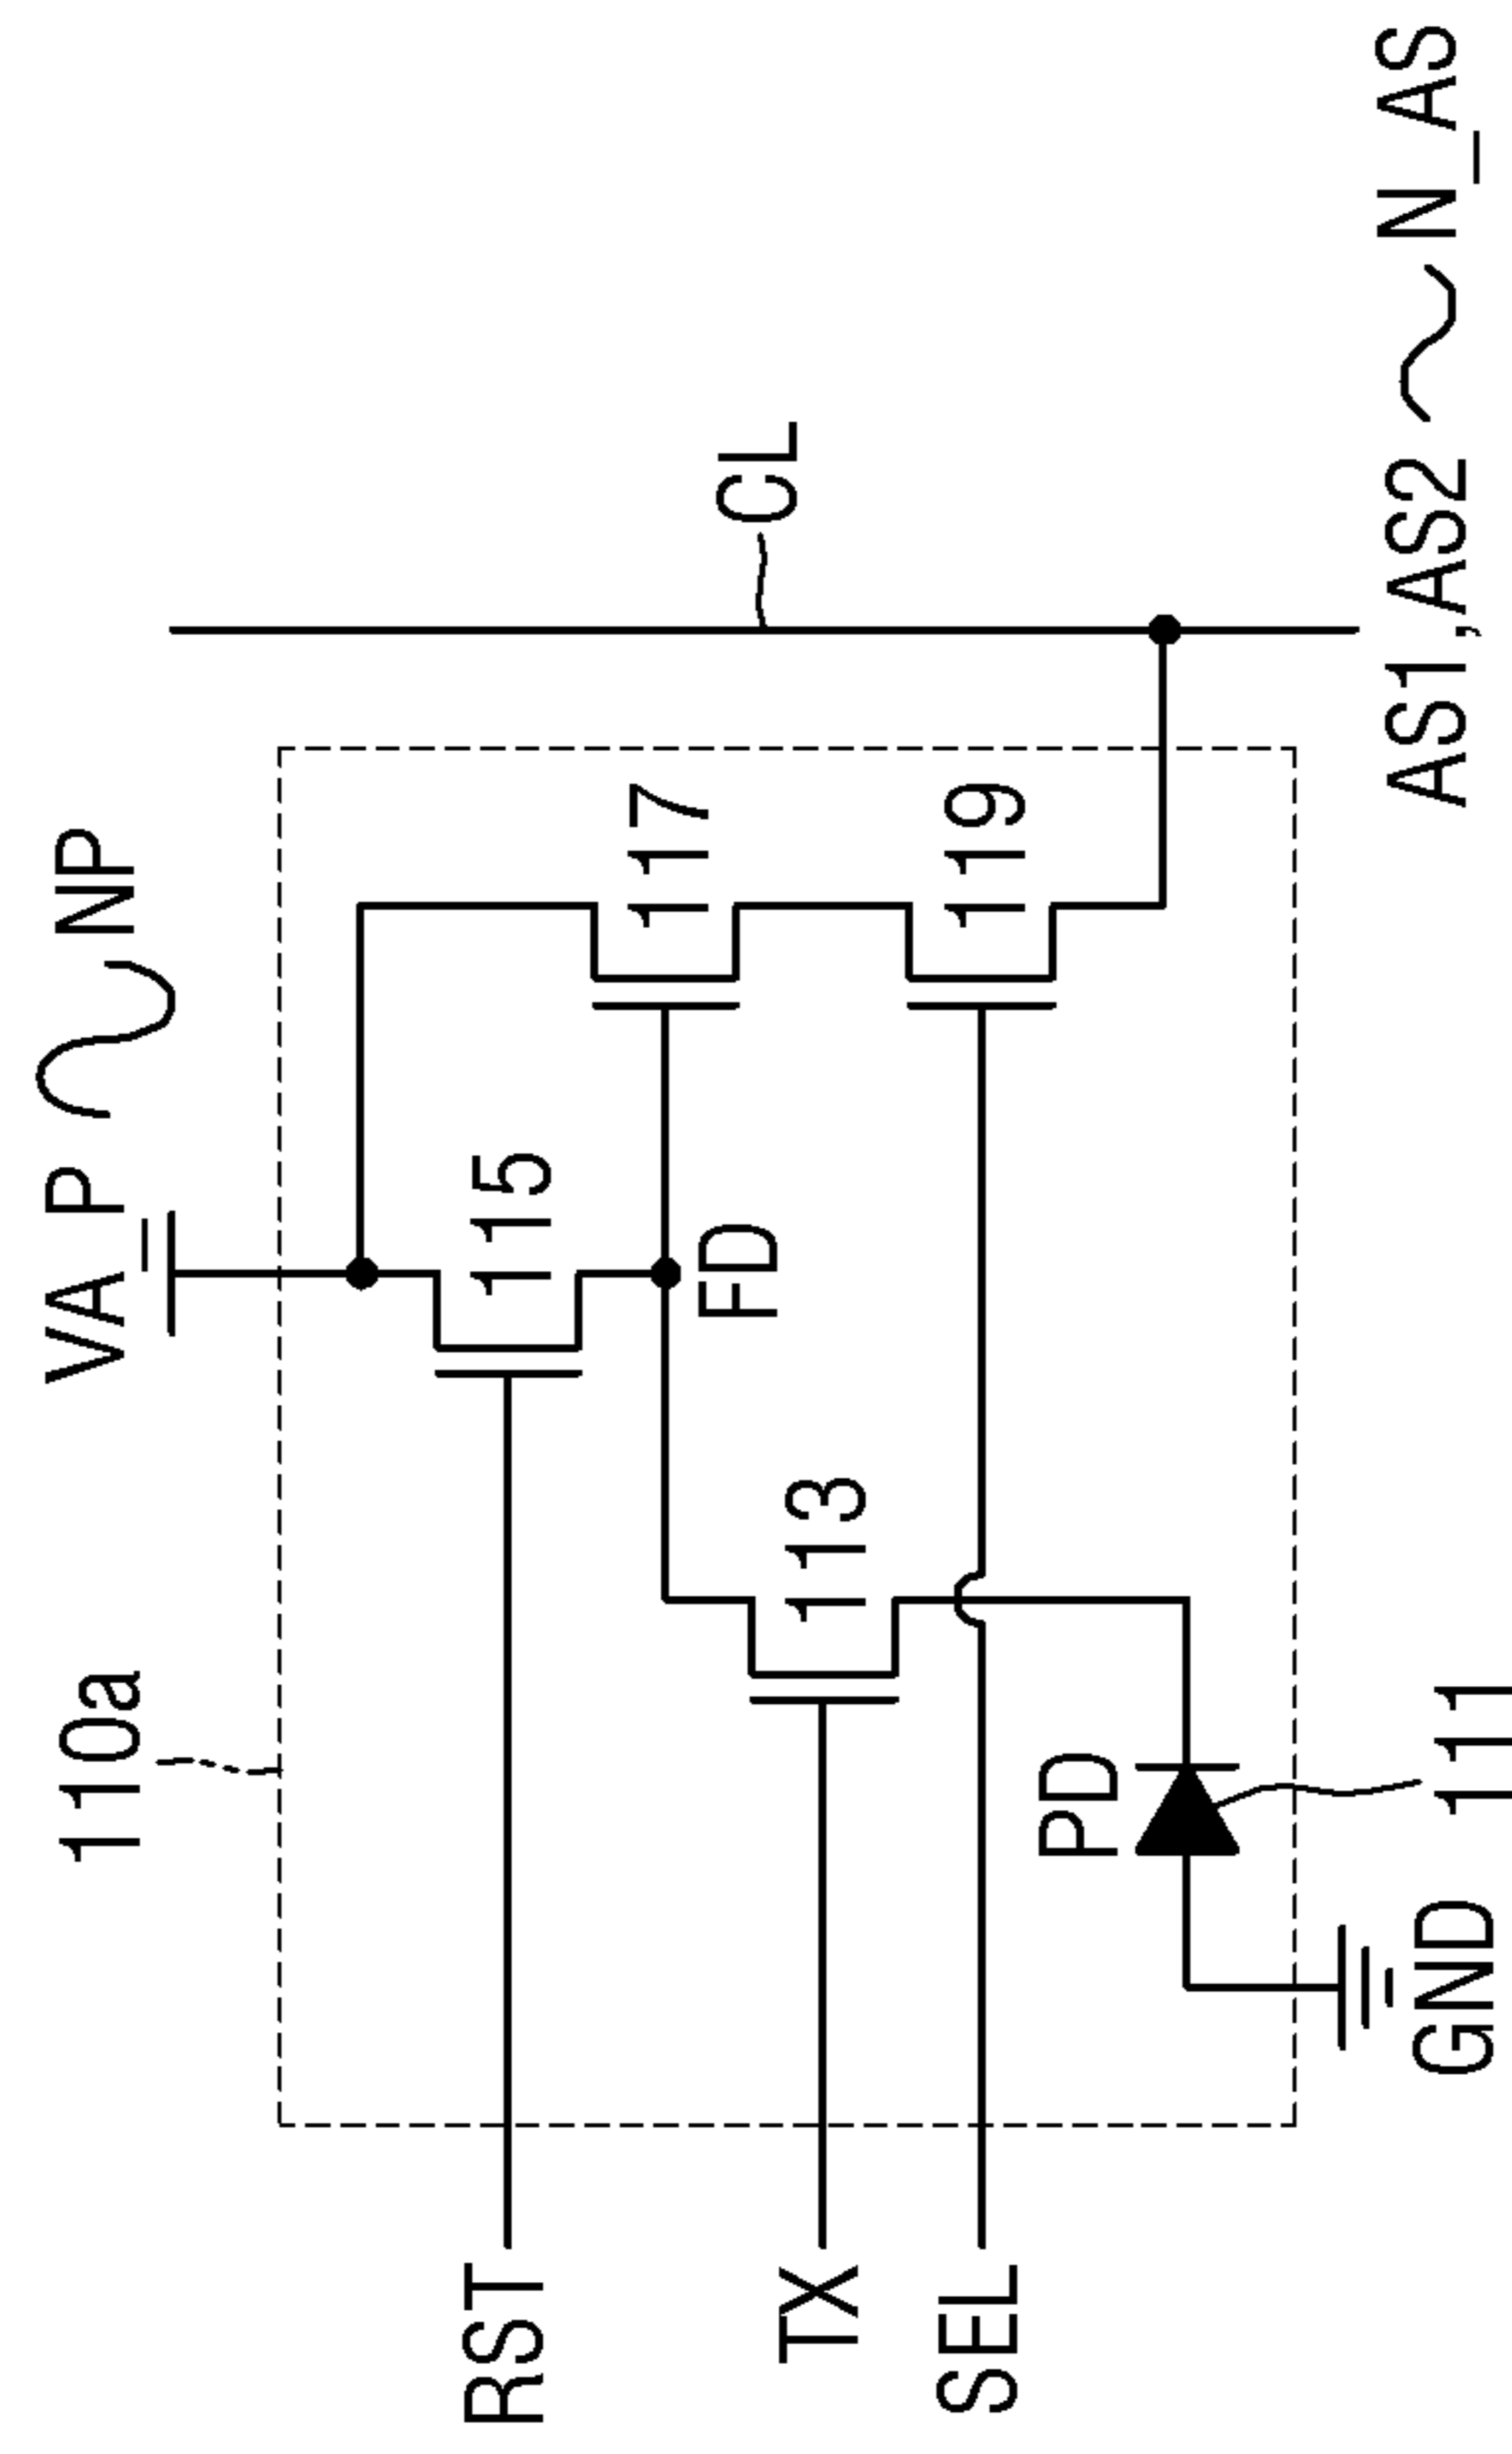 VA_P
NP
110a
RST
115
117
CL
FD
TX
113
SEL
119
PD
111
GND
AS1,AS2
N_AS